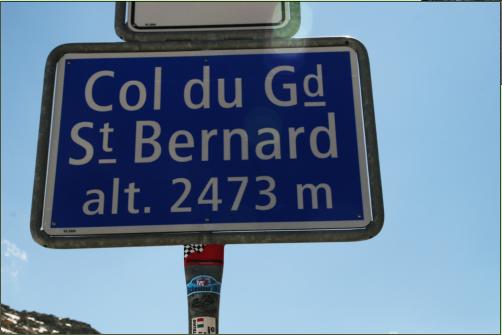 Col du Gd
St Bernard
alt. 2473 m